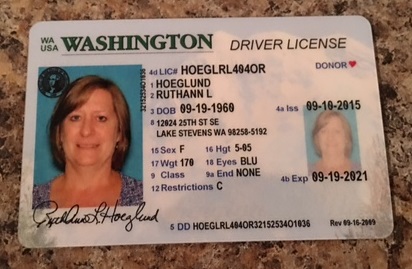 WA
USA
WASHINGTON
DRIVER LICENSE
4d LIC# HOEGLRL404OR
DONOR
1 HOEGLUND
2 RUTHANN L
3 DOB 09-19-1960
4a Iss 09-10-2015
8 12024 25TH ST SE
LAKE STEVENS WA 98258-5192
15 Sex F 16 Hgt 5-05
17 Wgt 170 18 Eyes BLU
9 Class 9a End NONE
12 Restrictions C
4b Exp 09-19-2021
RuthAnn L Hoeglund
5 DD HOEGLRL404OR32152534O1036
Rev 09-16-2009